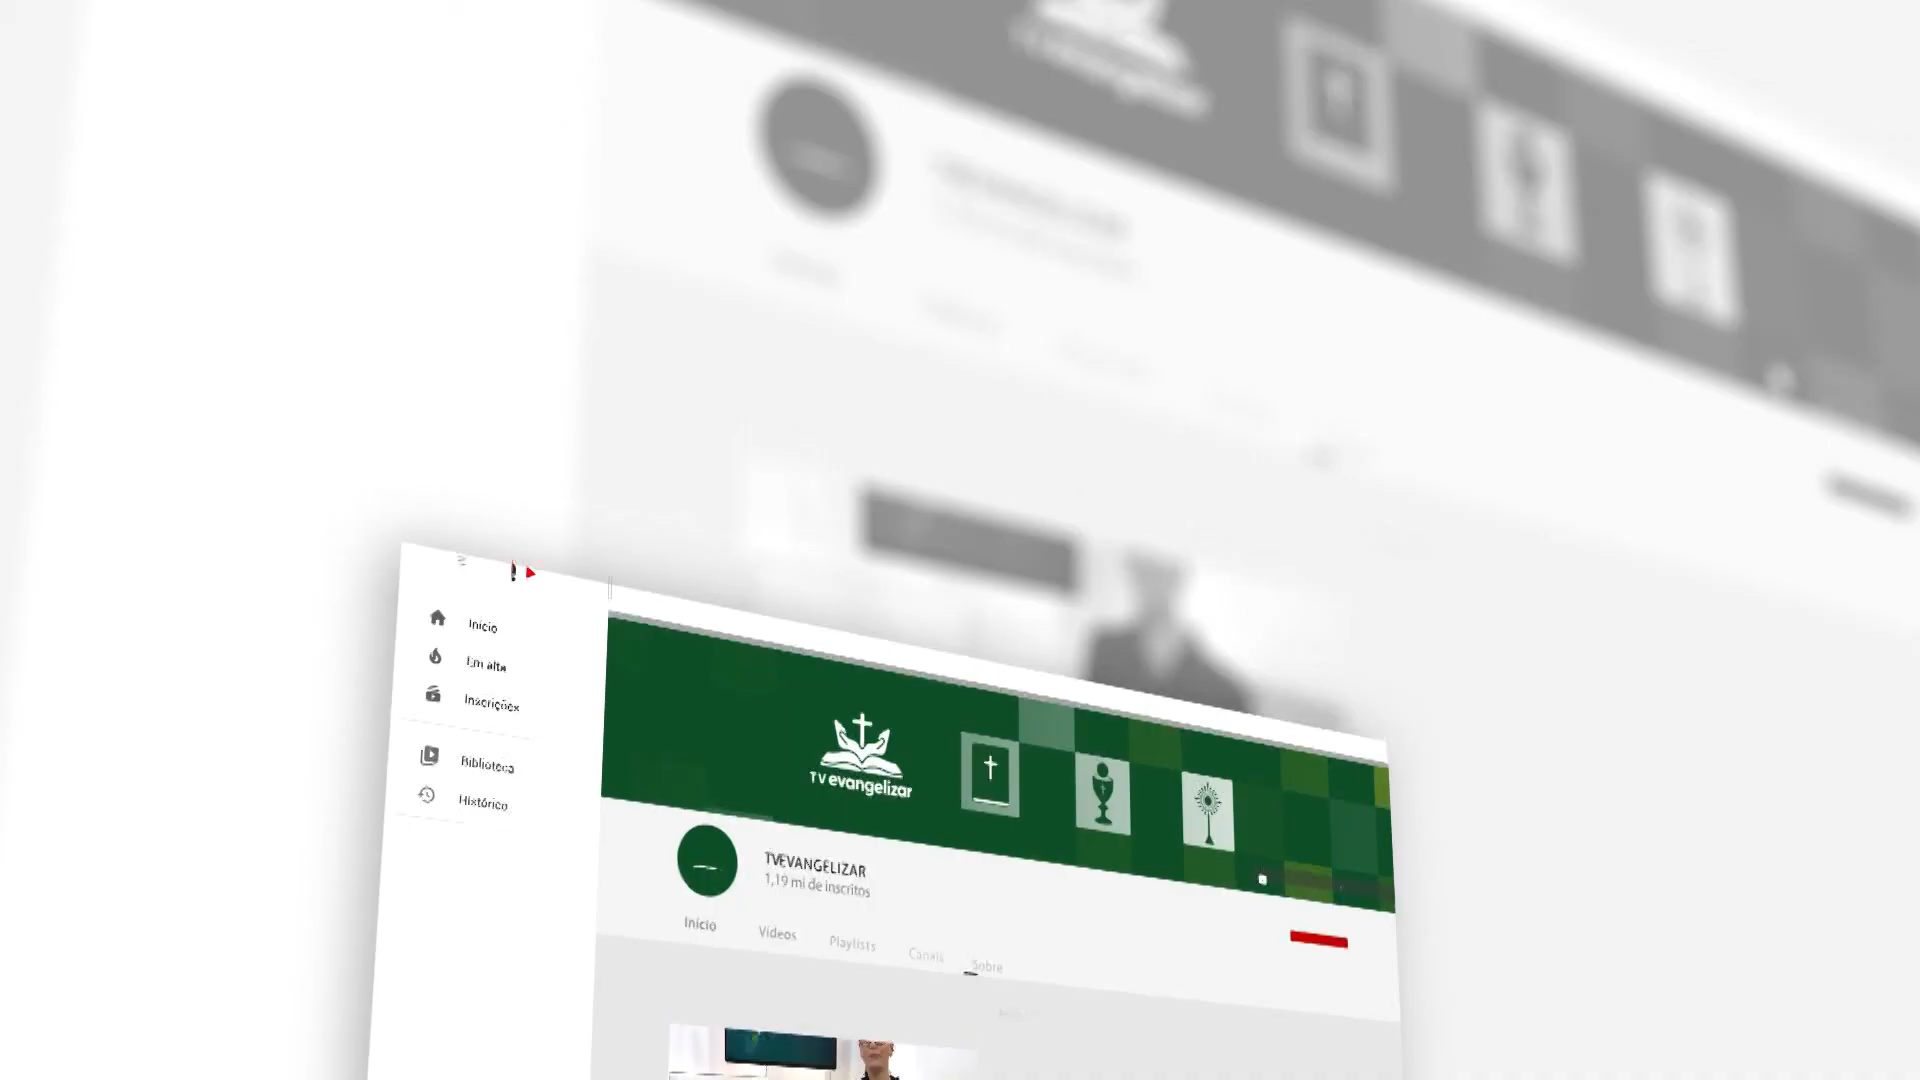 Início
Em alta
Inscrições
Biblioteca
Histórico
TV evangelizar
TVEVANGELIZAR
1,19 mi de inscritos
Início
Vídeos
Playlists
Canais
Sobre